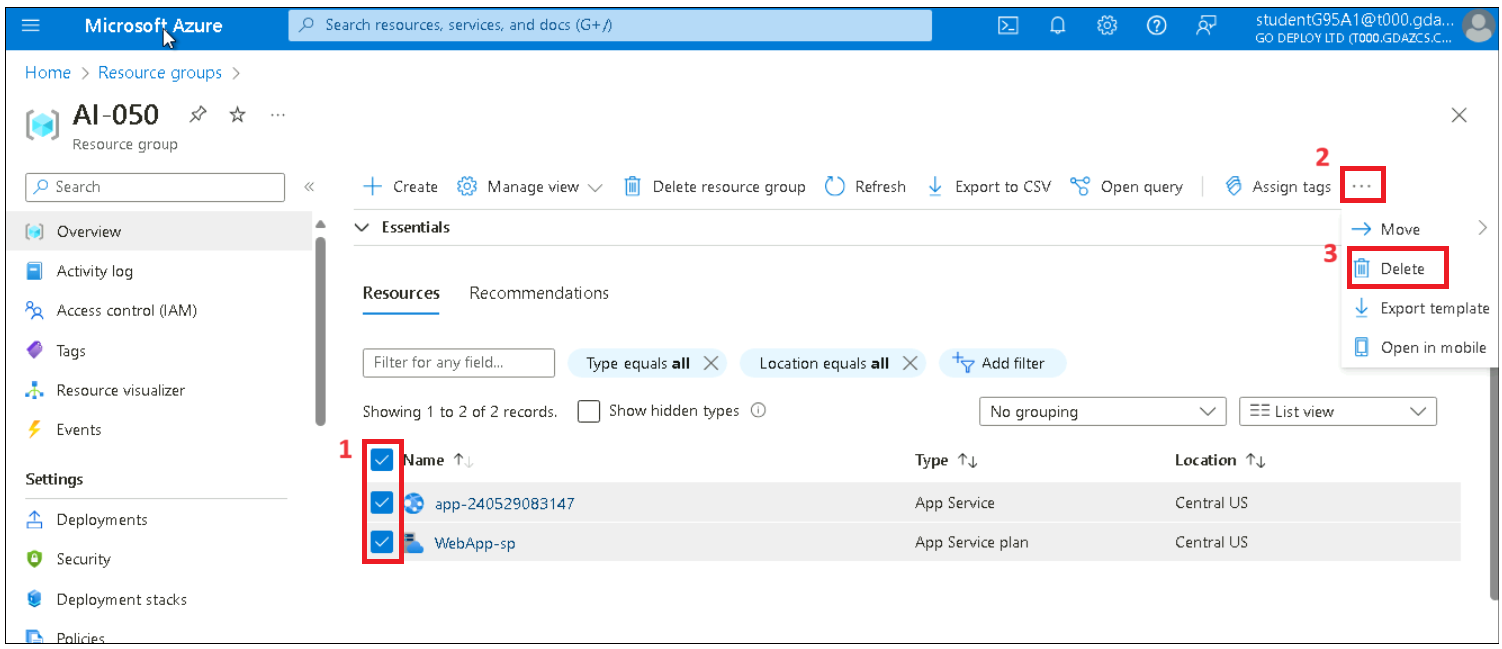 Microsoft Azure
Search resources, services, and docs (G+/)
studentG95A1@t000.gda...
GO DEPLOY LTD (T000.GDAZCS.C...
Home > Resource groups >
AI-050
Resource group
Search
Create
Manage view
Delete resource group
Refresh
Export to CSV
Open query
Assign tags
2
...
Overview
Activity log
Access control (IAM)
Tags
Resource visualizer
Events
Settings
Deployments
Security
Deployment stacks
Policies
Essentials
Move
3
Delete
Export template
Open in mobile
Resources
Recommendations
Filter for any field...
Type equals all
Location equals all
Add filter
Showing 1 to 2 of 2 records.
Show hidden types
No grouping
List view
1
Name
Type
Location
app-240529083147
App Service
Central US
WebApp-sp
App Service plan
Central US